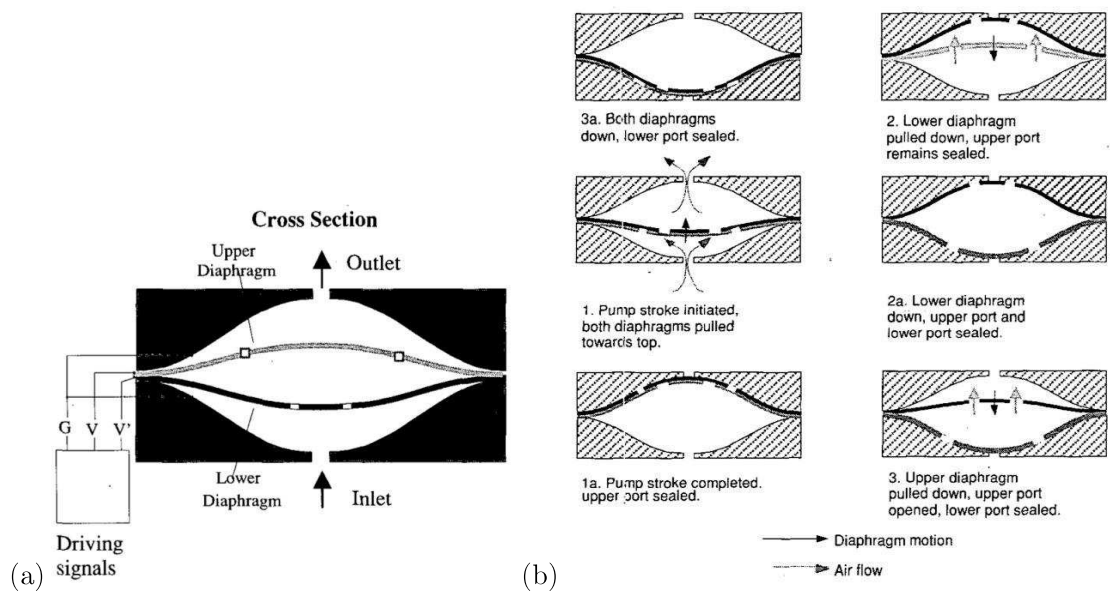 Cross Section
Upper
Diaphragm
Outlet
G V V'
Lower
Diaphragm
Inlet
Driving
signals
(a)
3a. Both diaphragms
down, lower port sealed.
2. Lower diaphragm
pulled down, upper port
remains sealed.
1. Pump stroke initiated,
both diaphragms pulled
towards top.
2a. Lower diaphragm
down, upper port and
lower port sealed.
1a. Pump stroke completed.
upper port sealed.
3. Upper diaphragm
pulled down, upper port
opened, lower port sealed.
Diaphragm motion
Air flow
(b)